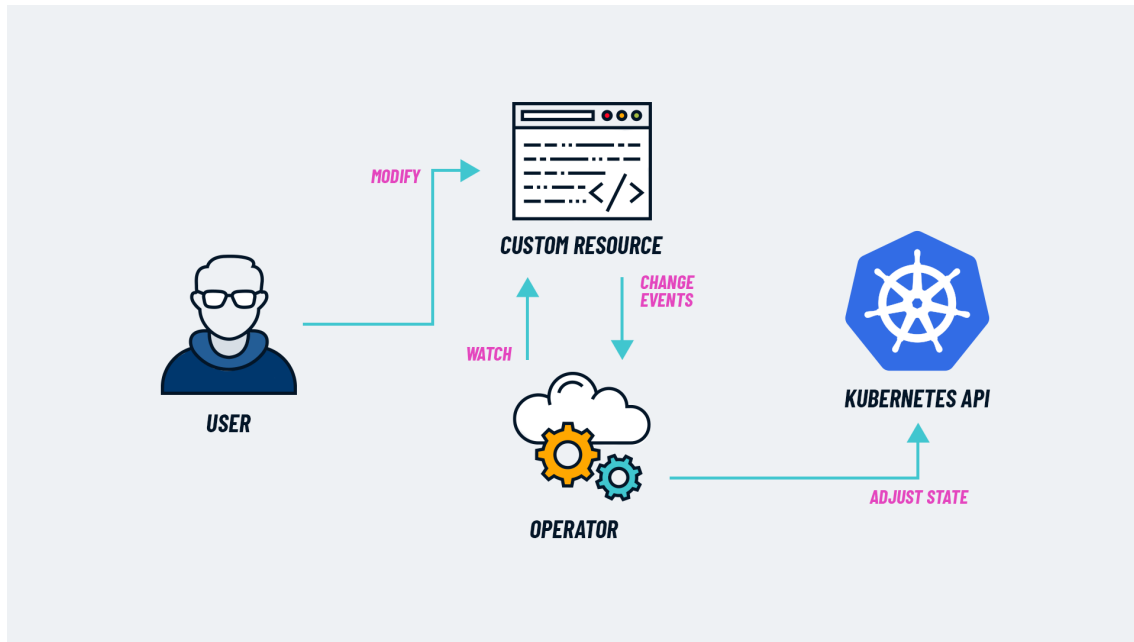 MODIFY
CUSTOM RESOURCE
CHANGE
EVENTS
WATCH
USER
KUBERNETES API
ADJUST STATE
OPERATOR